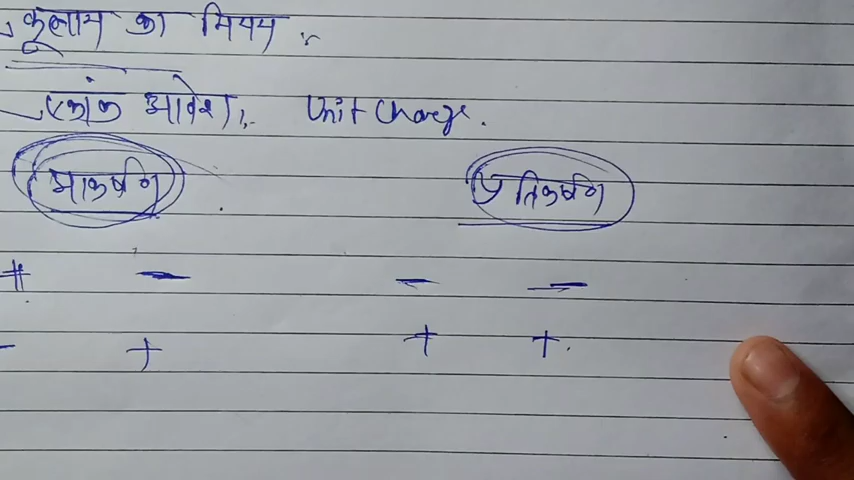 कूलाम का नियम :-
एकांक आवेश :- Unit Charge.
आकर्षण प्रतिकर्षण
+ - - -
- + + +